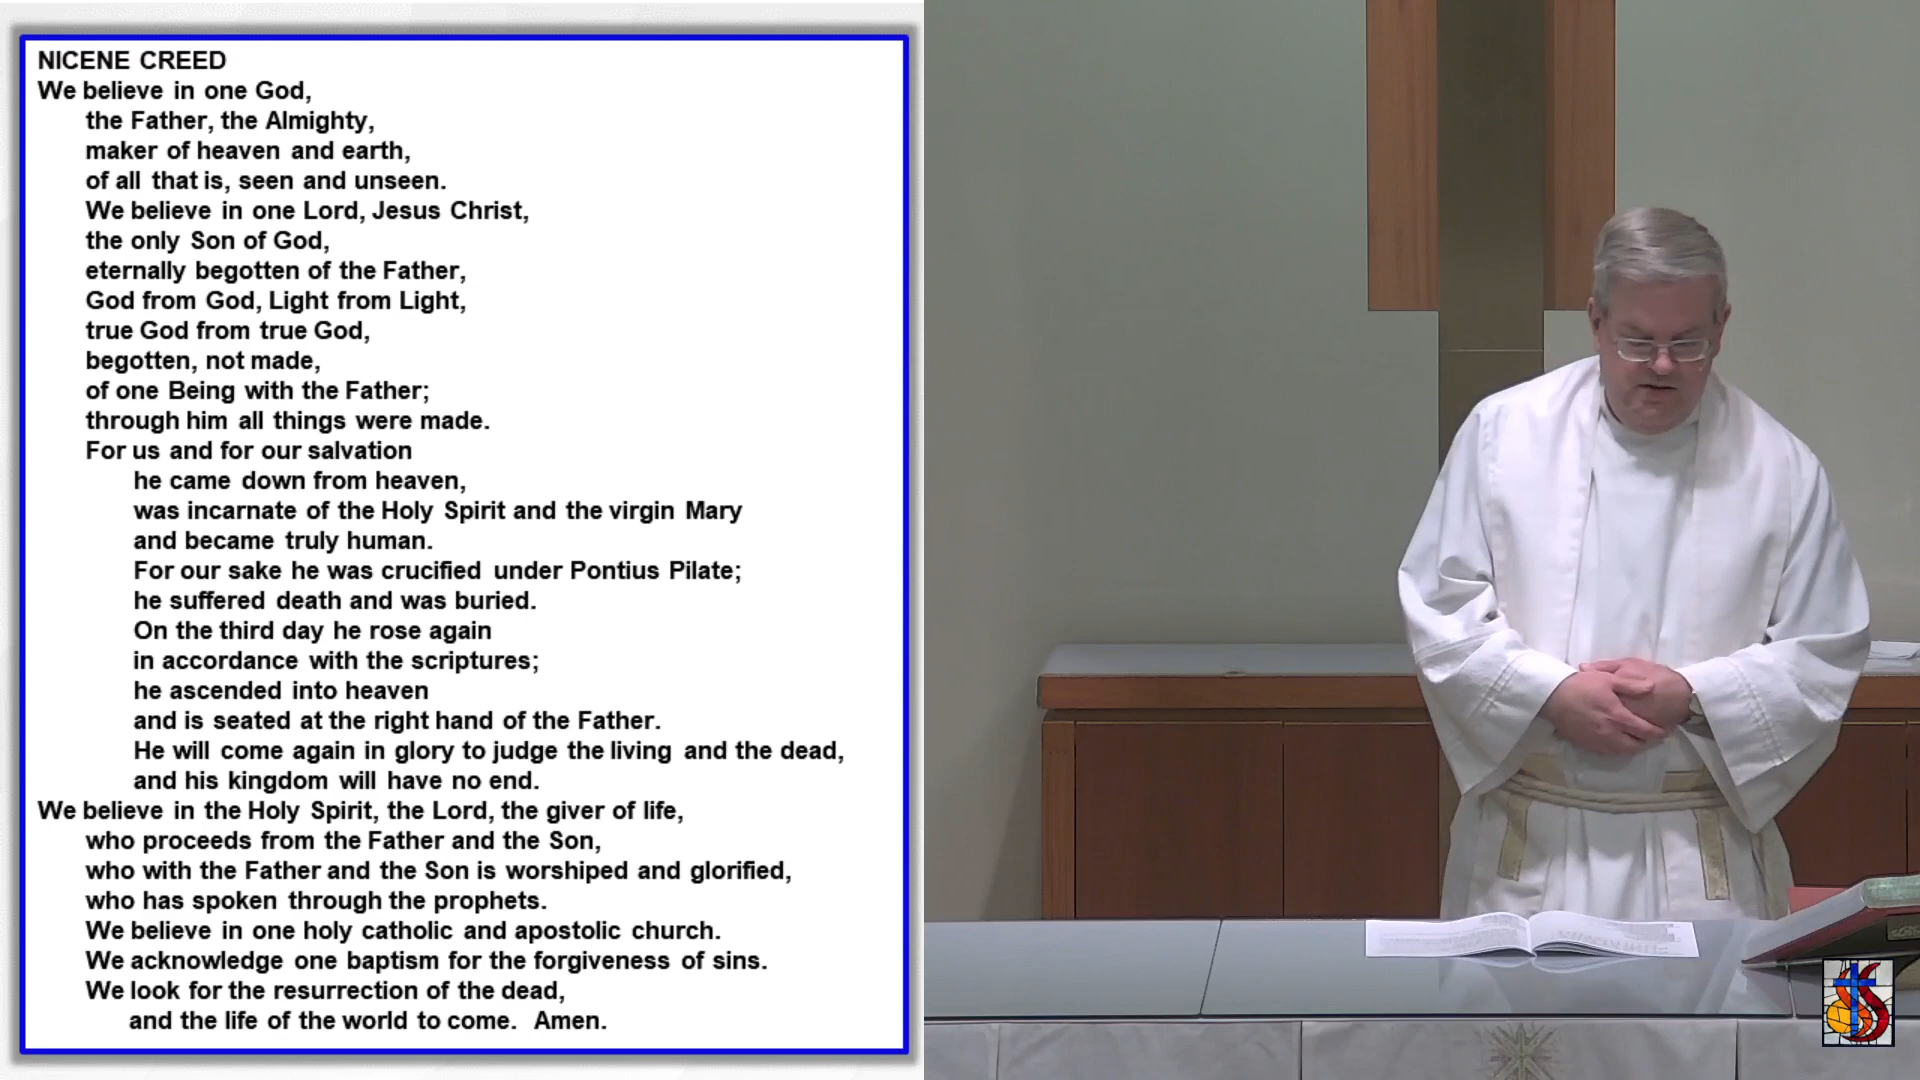 NICENE CREED
We believe in one God,
the Father, the Almighty,
maker of heaven and earth,
of all that is, seen and unseen.
We believe in one Lord, Jesus Christ,
the only Son of God,
eternally begotten of the Father,
God from God, Light from Light,
true God from true God,
begotten, not made,
of one Being with the Father;
through him all things were made.
For us and for our salvation
he came down from heaven,
was incarnate of the Holy Spirit and the virgin Mary
and became truly human.
For our sake he was crucified under Pontius Pilate;
he suffered death and was buried.
On the third day he rose again
in accordance with the scriptures;
he ascended into heaven
and is seated at the right hand of the Father.
He will come again in glory to judge the living and the dead,
and his kingdom will have no end.
We believe in the Holy Spirit, the Lord, the giver of life,
who proceeds from the Father and the Son,
who with the Father and the Son is worshiped and glorified,
who has spoken through the prophets.
We believe in one holy catholic and apostolic church.
We acknowledge one baptism for the forgiveness of sins.
We look for the resurrection of the dead,
and the life of the world to come. Amen.